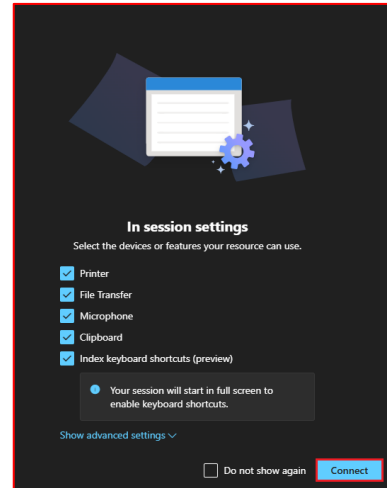 In session settings
Select the devices or features your resource can use.
Printer
File Transfer
Microphone
Clipboard
Index keyboard shortcuts (preview)
Your session will start in full screen to
enable keyboard shortcuts.
Show advanced settings
Do not show again
Connect